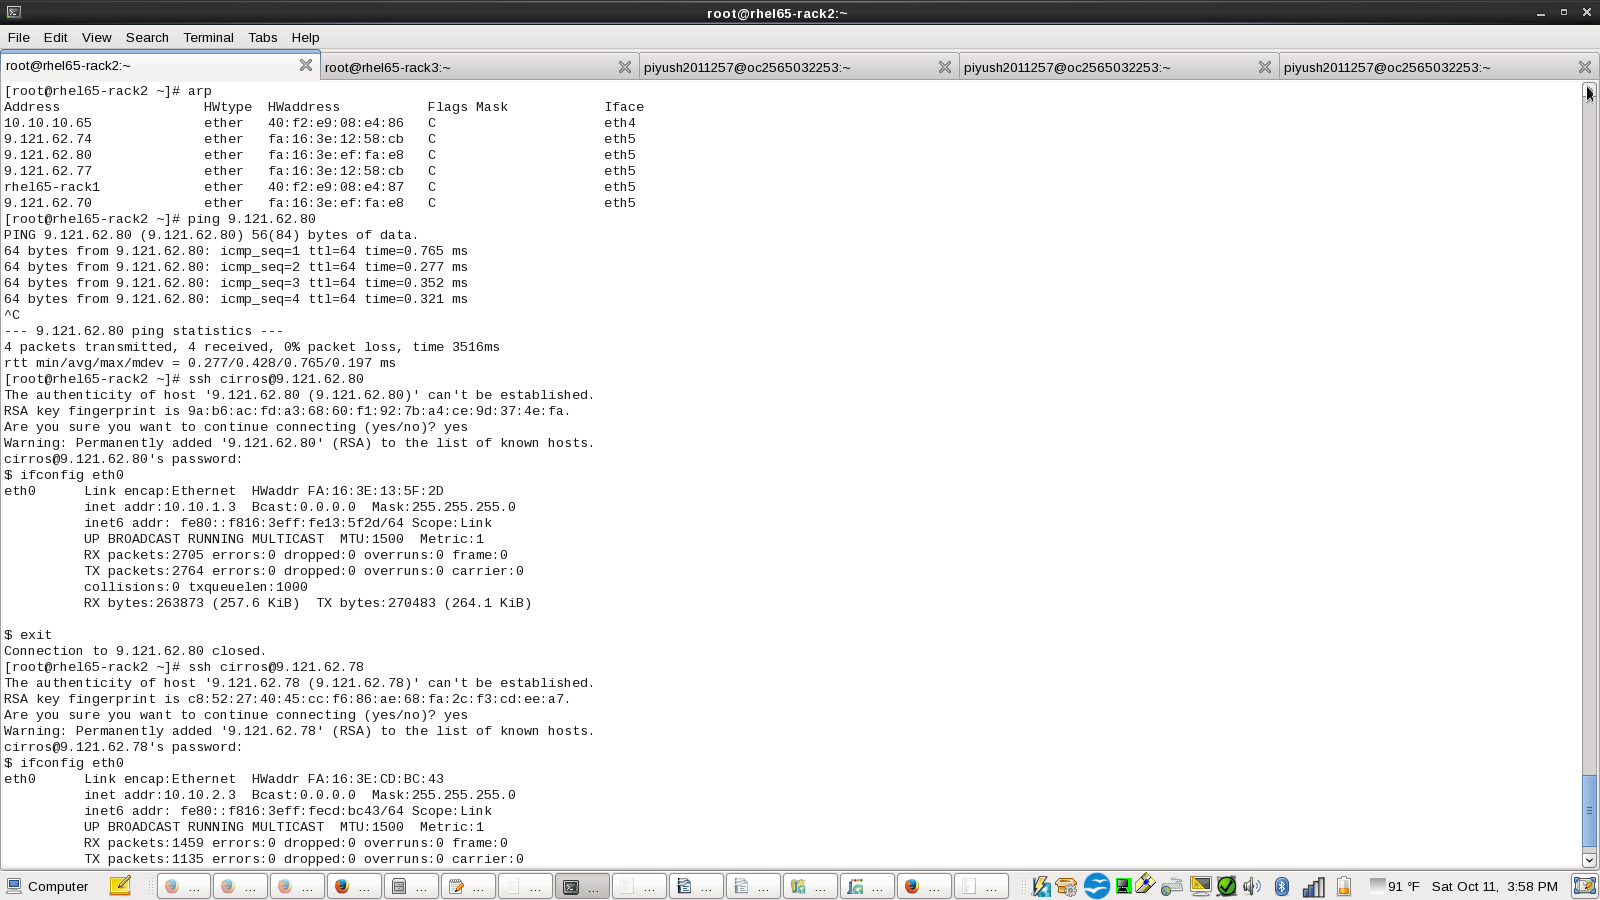 root@rhel65-rack2:~
File Edit View Search Terminal Tabs Help
root@rhel65-rack2:~ root@rhel65-rack3:~ piyush2011257@oc2565032253:~ piyush2011257@oc2565032253:~ piyush2011257@oc2565032253:~
[root@rhel65-rack2 ~]# arp
Address                  HWtype  HWaddress           Flags Mask            Iface
10.10.10.65              ether   40:f2:e9:08:e4:86   C                     eth4
9.121.62.74              ether   fa:16:3e:12:58:cb   C                     eth5
9.121.62.80              ether   fa:16:3e:ef:fa:e8   C                     eth5
9.121.62.77              ether   fa:16:3e:12:58:cb   C                     eth5
rhel65-rack1             ether   40:f2:e9:08:e4:87   C                     eth5
9.121.62.70              ether   fa:16:3e:ef:fa:e8   C                     eth5
[root@rhel65-rack2 ~]# ping 9.121.62.80
PING 9.121.62.80 (9.121.62.80) 56(84) bytes of data.
64 bytes from 9.121.62.80: icmp_seq=1 ttl=64 time=0.765 ms
64 bytes from 9.121.62.80: icmp_seq=2 ttl=64 time=0.277 ms
64 bytes from 9.121.62.80: icmp_seq=3 ttl=64 time=0.352 ms
64 bytes from 9.121.62.80: icmp_seq=4 ttl=64 time=0.321 ms
^C
--- 9.121.62.80 ping statistics ---
4 packets transmitted, 4 received, 0% packet loss, time 3516ms
rtt min/avg/max/mdev = 0.277/0.428/0.765/0.197 ms
[root@rhel65-rack2 ~]# ssh cirros@9.121.62.80
The authenticity of host '9.121.62.80 (9.121.62.80)' can't be established.
RSA key fingerprint is 9a:b6:ac:fd:a3:68:60:f1:92:7b:a4:ce:9d:37:4e:fa.
Are you sure you want to continue connecting (yes/no)? yes
Warning: Permanently added '9.121.62.80' (RSA) to the list of known hosts.
cirros@9.121.62.80's password:
$ ifconfig eth0
eth0      Link encap:Ethernet  HWaddr FA:16:3E:13:5F:2D
          inet addr:10.10.1.3  Bcast:0.0.0.0  Mask:255.255.255.0
          inet6 addr: fe80::f816:3eff:fe13:5f2d/64 Scope:Link
          UP BROADCAST RUNNING MULTICAST  MTU:1500  Metric:1
          RX packets:2705 errors:0 dropped:0 overruns:0 frame:0
          TX packets:2764 errors:0 dropped:0 overruns:0 carrier:0
          collisions:0 txqueuelen:1000
          RX bytes:263873 (257.6 KiB)  TX bytes:270483 (264.1 KiB)
$ exit
Connection to 9.121.62.80 closed.
[root@rhel65-rack2 ~]# ssh cirros@9.121.62.78
The authenticity of host '9.121.62.78 (9.121.62.78)' can't be established.
RSA key fingerprint is c8:52:27:40:45:cc:f6:86:ae:68:fa:2c:f3:cd:ee:a7.
Are you sure you want to continue connecting (yes/no)? yes
Warning: Permanently added '9.121.62.78' (RSA) to the list of known hosts.
cirros@9.121.62.78's password:
$ ifconfig eth0
eth0      Link encap:Ethernet  HWaddr FA:16:3E:CD:BC:43
          inet addr:10.10.2.3  Bcast:0.0.0.0  Mask:255.255.255.0
          inet6 addr: fe80::f816:3eff:fecd:bc43/64 Scope:Link
          UP BROADCAST RUNNING MULTICAST  MTU:1500  Metric:1
          RX packets:1459 errors:0 dropped:0 overruns:0 frame:0
          TX packets:1135 errors:0 dropped:0 overruns:0 carrier:0
Computer ... ... ... ... ... ... ... ... ... ... ... ... ... ... ... 91 °F Sat Oct 11, 3:58 PM